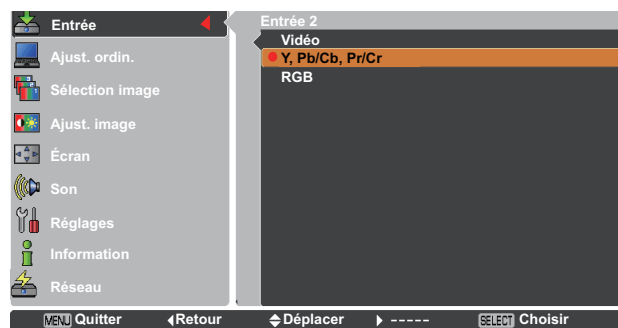 Entrée
Ajust. ordin.
Sélection image
Ajust. image
Écran
Son
Réglages
Information
Réseau
Entrée 2
Vidéo
Y, Pb/Cb, Pr/Cr
RGB
MENU Quitter Retour Déplacer ----- SELECT Choisir